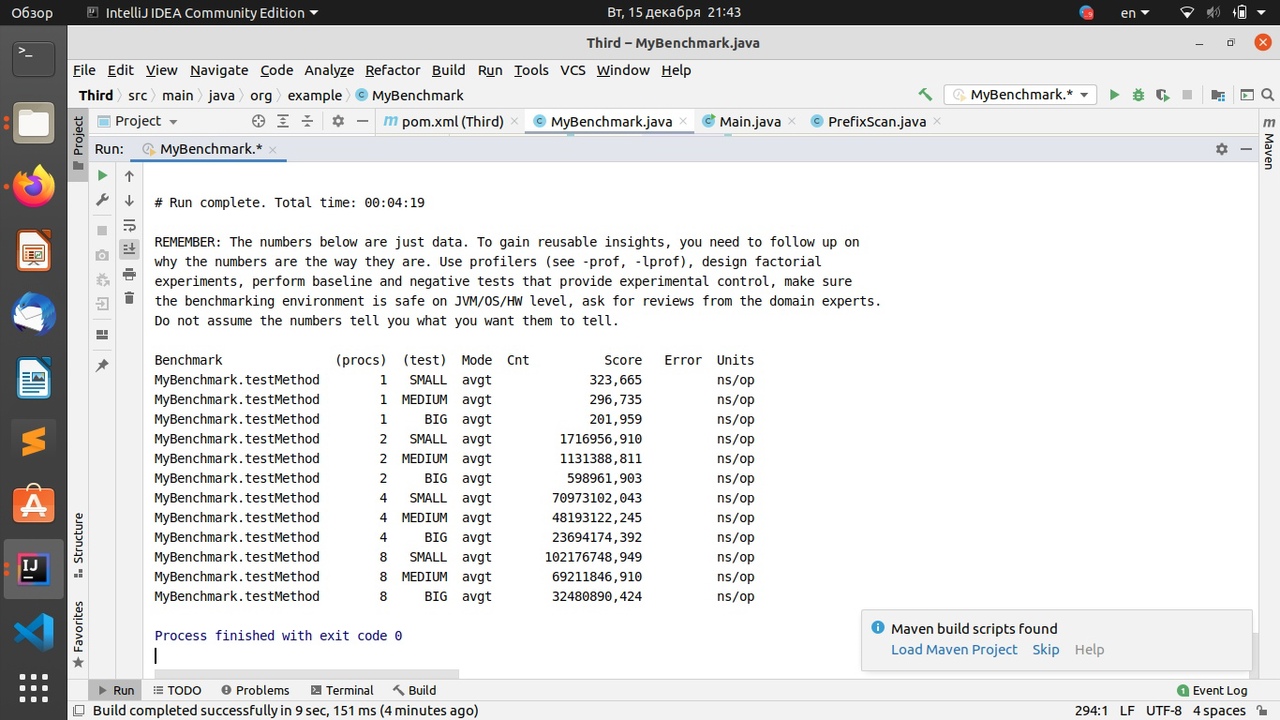 Обзор IntelliJ IDEA Community Edition Вт, 15 декабря 21:43 en
Third – MyBenchmark.java
File Edit View Navigate Code Analyze Refactor Build Run Tools VCS Window Help
Third src main java org example MyBenchmark MyBenchmark.*
Project pom.xml (Third) MyBenchmark.java Main.java PrefixScan.java
Project
Maven
Run: MyBenchmark.*
# Run complete. Total time: 00:04:19
REMEMBER: The numbers below are just data. To gain reusable insights, you need to follow up on
why the numbers are the way they are. Use profilers (see -prof, -lprof), design factorial
experiments, perform baseline and negative tests that provide experimental control, make sure
the benchmarking environment is safe on JVM/OS/HW level, ask for reviews from the domain experts.
Do not assume the numbers tell you what you want them to tell.
Benchmark (procs) (test) Mode Cnt Score Error Units
MyBenchmark.testMethod 1 SMALL avgt 323,665 ns/op
MyBenchmark.testMethod 1 MEDIUM avgt 296,735 ns/op
MyBenchmark.testMethod 1 BIG avgt 201,959 ns/op
MyBenchmark.testMethod 2 SMALL avgt 1716956,910 ns/op
MyBenchmark.testMethod 2 MEDIUM avgt 1131388,811 ns/op
MyBenchmark.testMethod 2 BIG avgt 598961,903 ns/op
MyBenchmark.testMethod 4 SMALL avgt 70973102,043 ns/op
MyBenchmark.testMethod 4 MEDIUM avgt 48193122,245 ns/op
MyBenchmark.testMethod 4 BIG avgt 23694174,392 ns/op
MyBenchmark.testMethod 8 SMALL avgt 102176748,949 ns/op
MyBenchmark.testMethod 8 MEDIUM avgt 69211846,910 ns/op
MyBenchmark.testMethod 8 BIG avgt 32480890,424 ns/op
Process finished with exit code 0
Structure
Favorites
Maven build scripts found
Load Maven Project Skip Help
Run TODO Problems Terminal Build 1 Event Log
Build completed successfully in 9 sec, 151 ms (4 minutes ago) 294:1 LF UTF-8 4 spaces